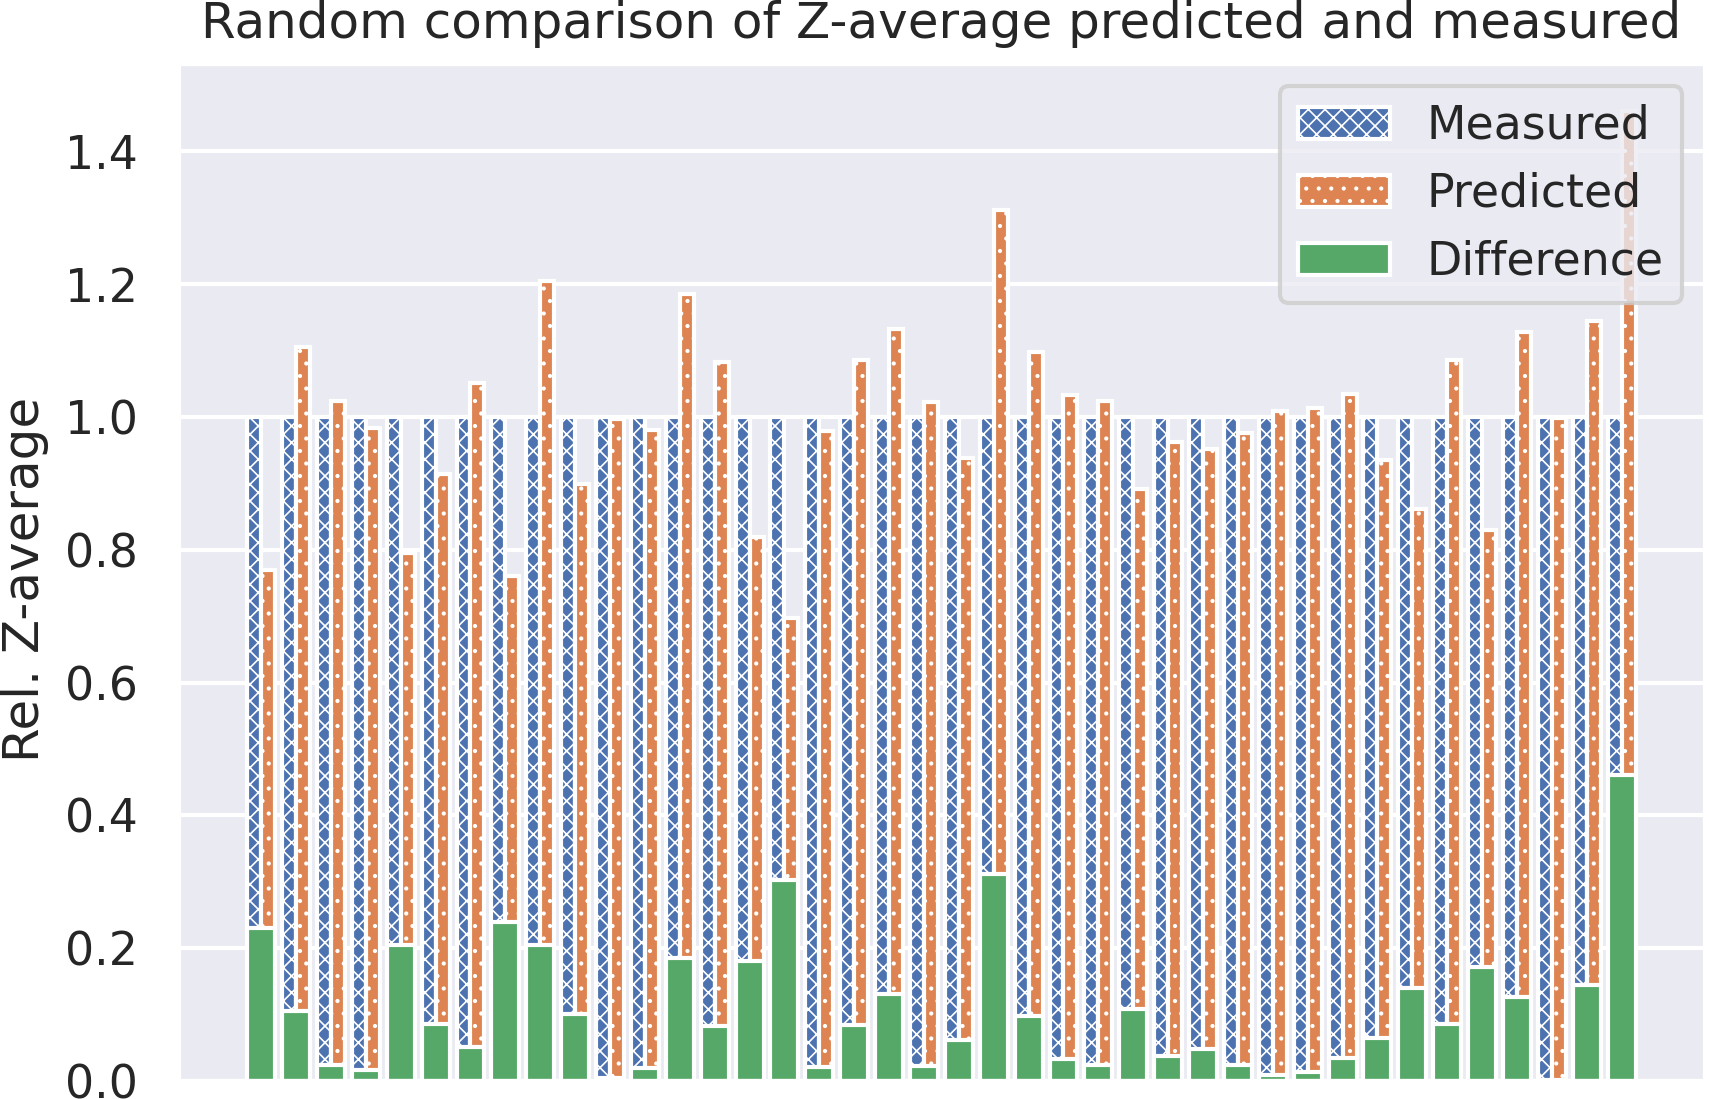 Random comparison of Z-average predicted and measured
Measured
Predicted
Difference
Rel. Z-average
1.4
1.2
1.0
0.8
0.6
0.4
0.2
0.0